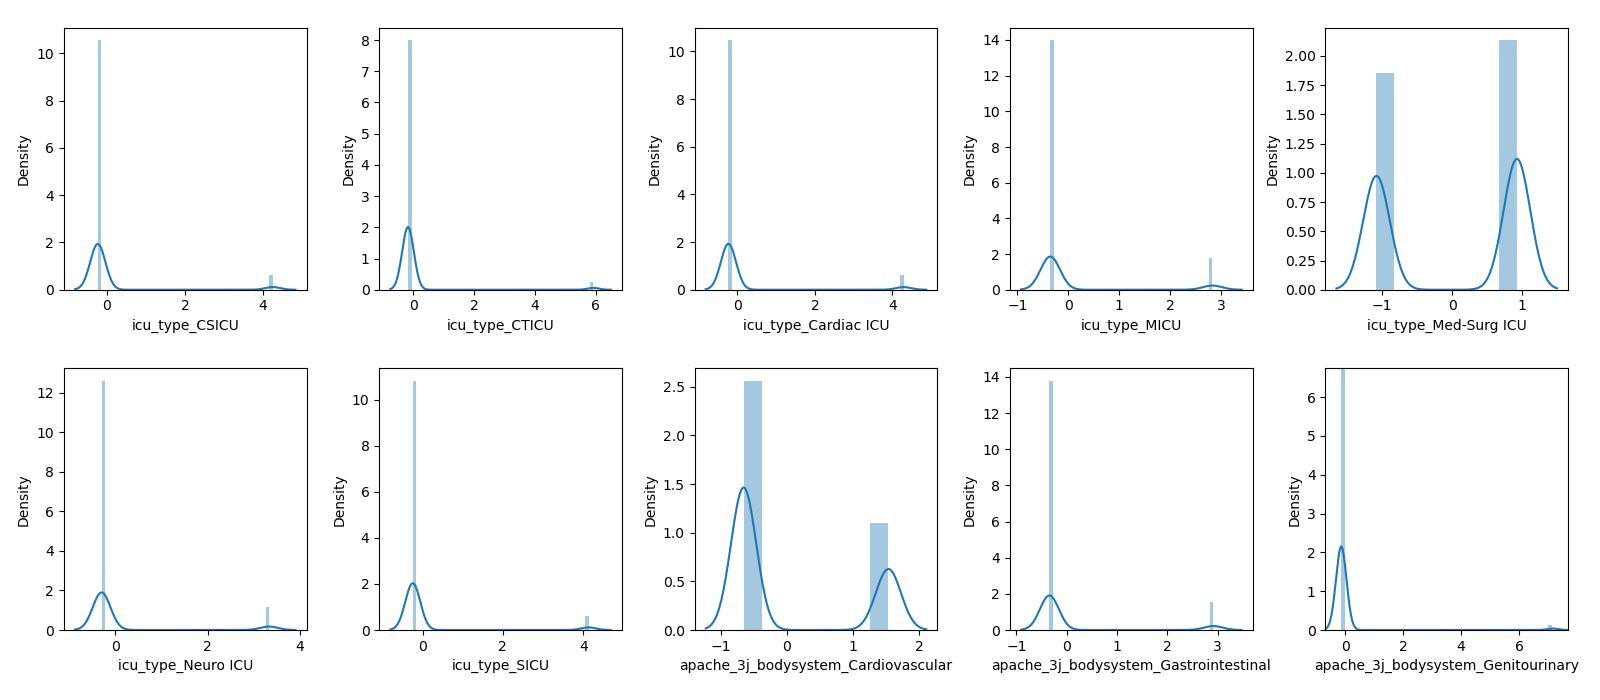 Density
10
8
6
4
2
0
0 2 4
icu_type_CSICU
Density
8
7
6
5
4
3
2
1
0
0 2 4 6
icu_type_CTICU
Density
10
8
6
4
2
0
0 2 4
icu_type_Cardiac ICU
Density
14
12
10
8
6
4
2
0
−1 0 1 2 3
icu_type_MICU
Density
2.00
1.75
1.50
1.25
1.00
0.75
0.50
0.25
0.00
−1 0 1
icu_type_Med-Surg ICU
Density
12
10
8
6
4
2
0
0 2 4
icu_type_Neuro ICU
Density
10
8
6
4
2
0
0 2 4
icu_type_SICU
Density
2.5
2.0
1.5
1.0
0.5
0.0
−1 0 1 2
apache_3j_bodysystem_Cardiovascular
Density
14
12
10
8
6
4
2
0
−1 0 1 2 3
apache_3j_bodysystem_Gastrointestinal
Density
6
5
4
3
2
1
0
0 2 4 6
apache_3j_bodysystem_Genitourinary